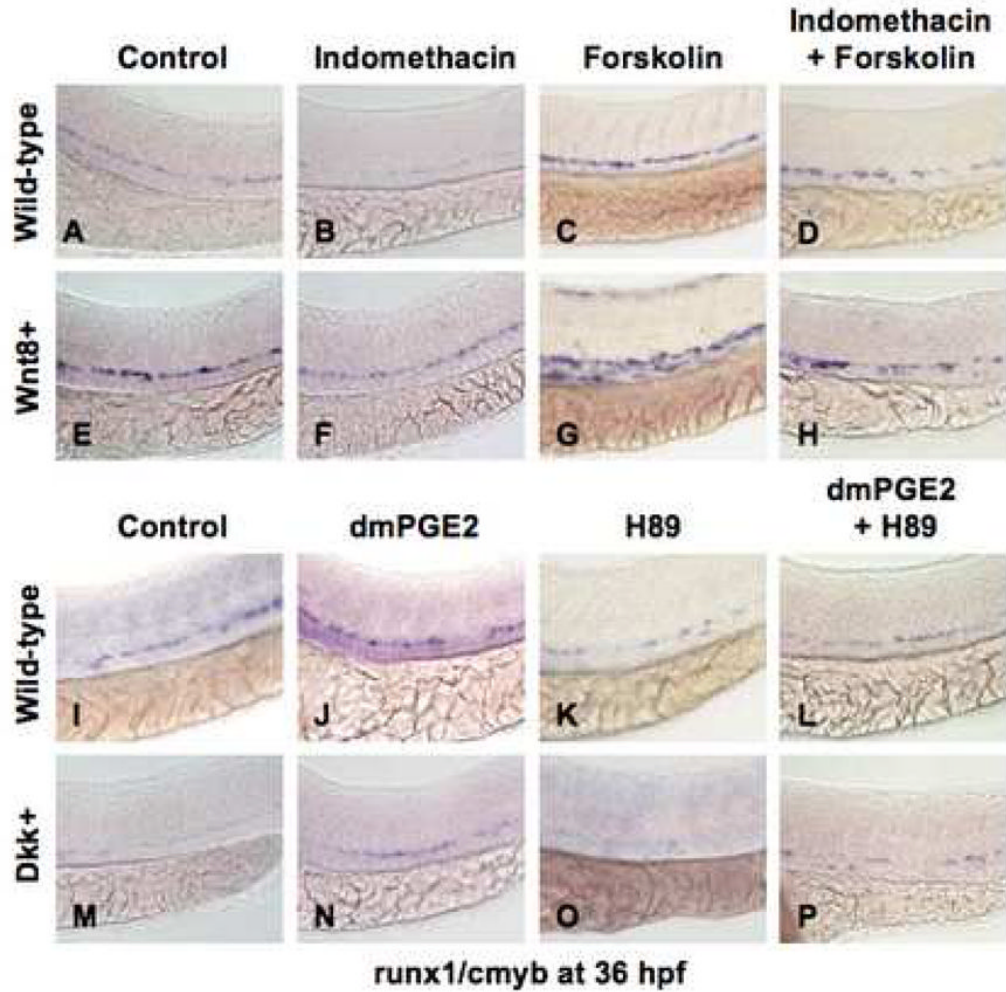 Control Indomethacin Forskolin Indomethacin + Forskolin
Wild-type
A B C D
Wnt8+
E F G H
Control dmPGE2 H89 dmPGE2 + H89
Wild-type
I J K L
Dkk+
M N O P
runx1/cmyb at 36 hpf